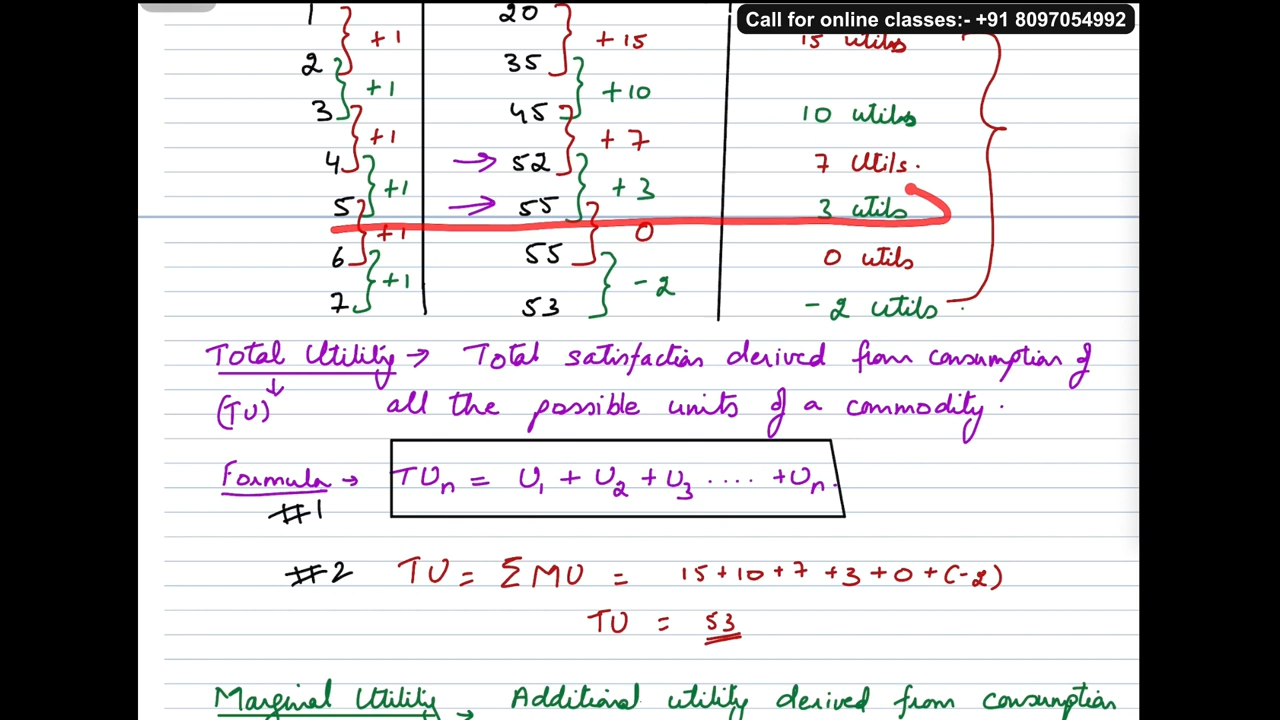 Call for online classes:- +91 8097054992
1 20
+1 + 15 15 utils
2 35
+1 + 10
3 45 10 utils
+1 + 7
4 → 52 7 Utils.
+1 + 3
5 → 55 3 utils
+1 0
6 55 0 utils
+1 - 2
7 53 - 2 utils
Total Utility → Total satisfaction derived from consumption of
(TU) all the possible units of a commodity.
Formula → TUn = U1 + U2 + U3 .... + Un.
#1
#2 TU = ΣMU = 15+10+7+3+0+(-2)
TU = 53
Marginal Utility → Additional utility derived from consumption